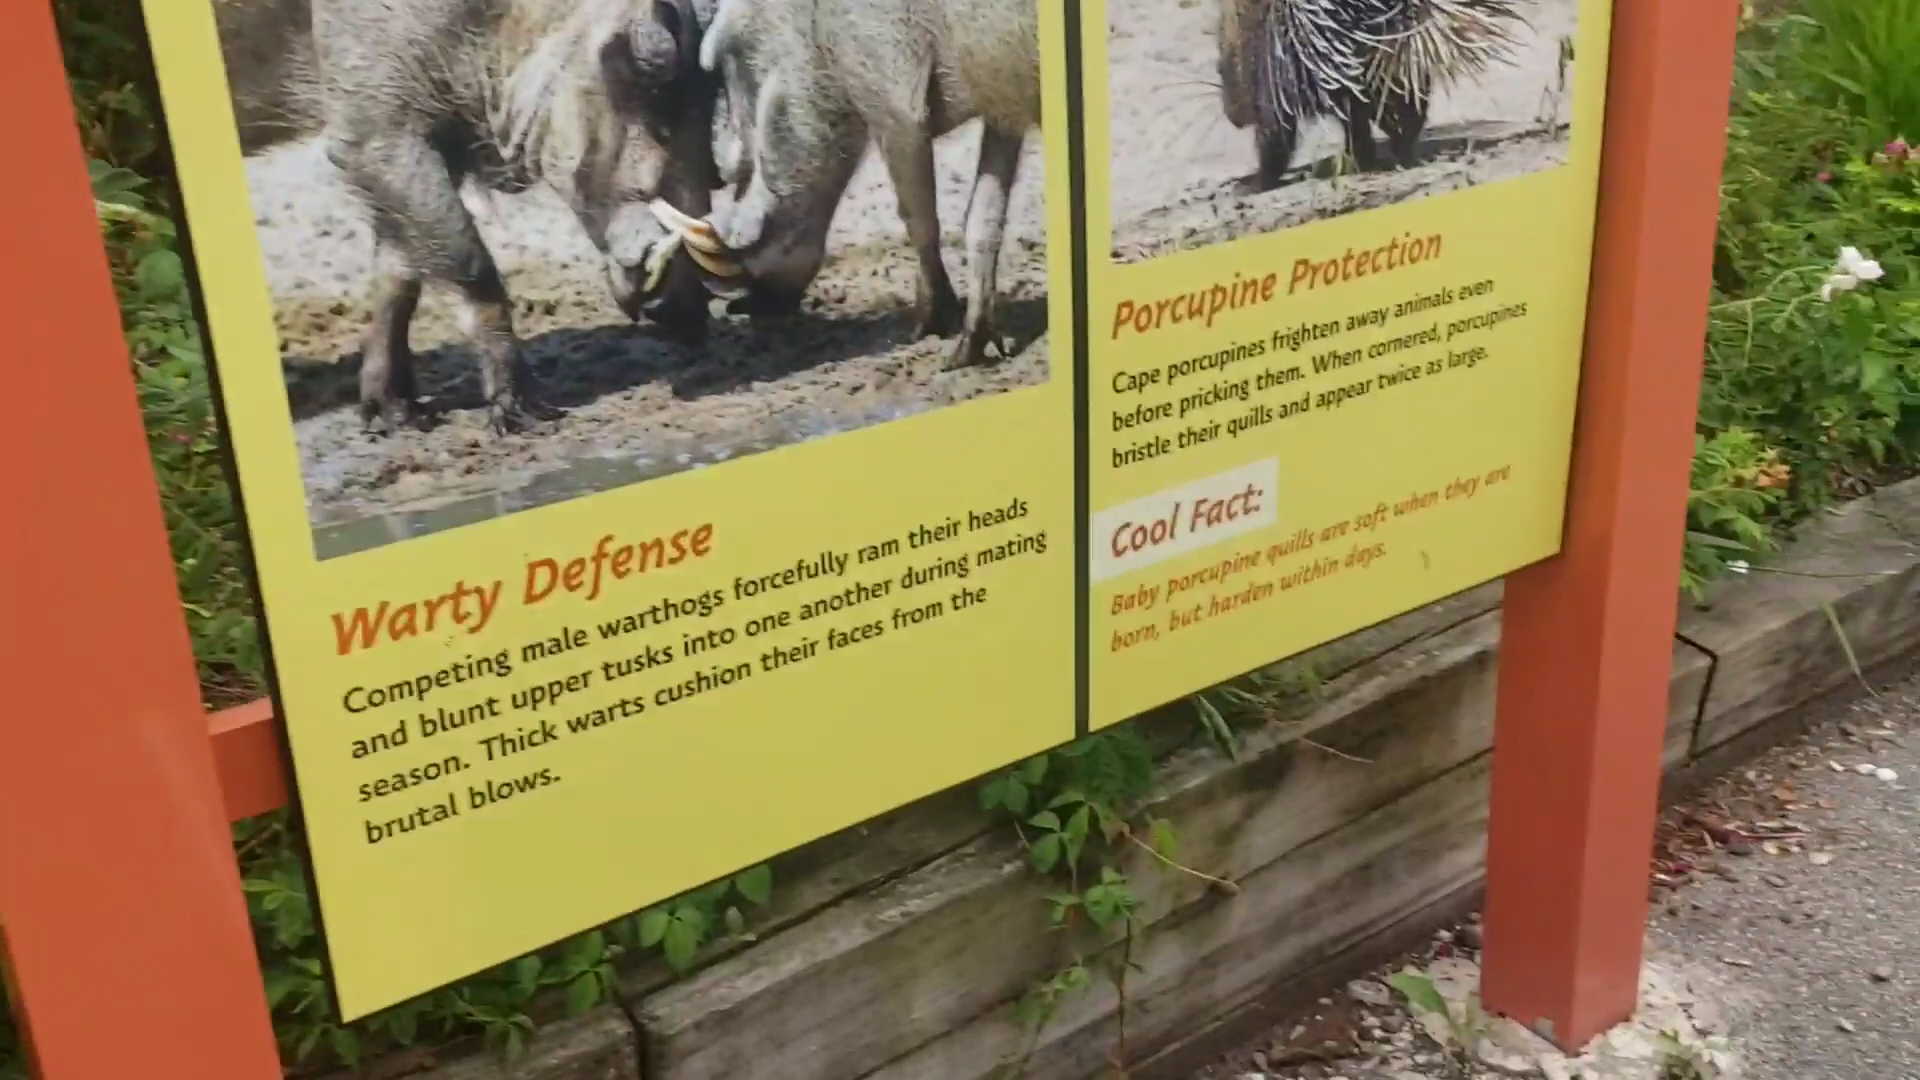 Warty Defense
Competing male warthogs forcefully ram their heads
and blunt upper tusks into one another during mating
season. Thick warts cushion their faces from the
brutal blows.
Porcupine Protection
Cape porcupines frighten away animals even
before pricking them. When cornered, porcupines
bristle their quills and appear twice as large.
Cool Fact:
Baby porcupine quills are soft when they are
born, but harden within days.